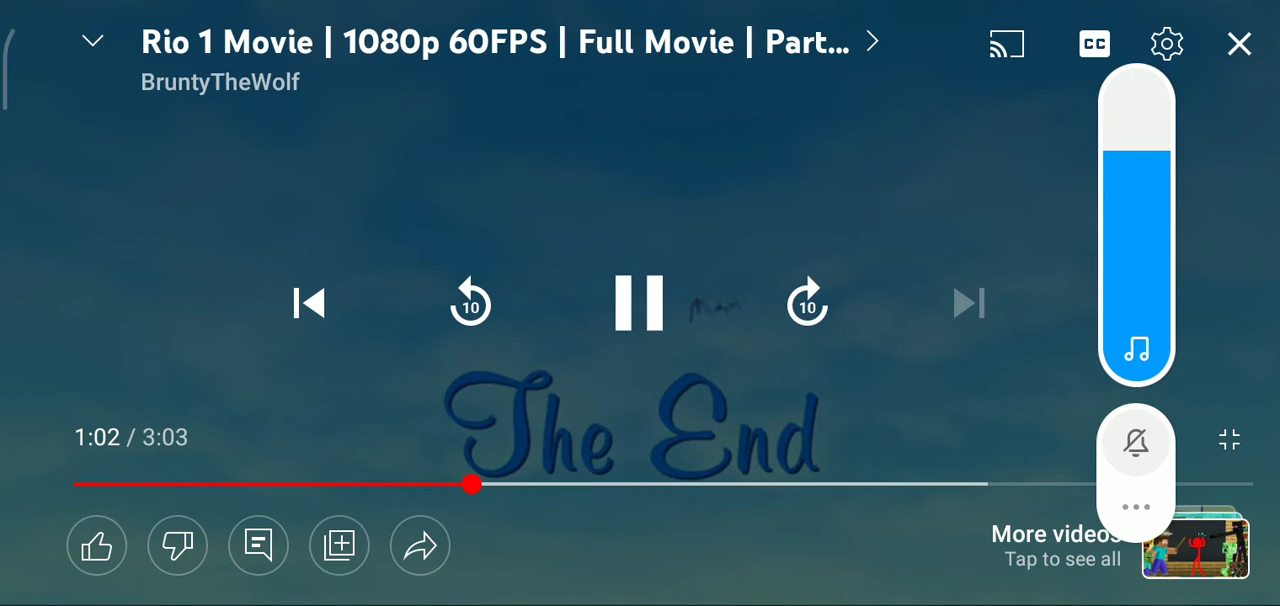 Rio 1 Movie | 1080p 60FPS | Full Movie | Part...
BruntyTheWolf
CC
10
10
The End
1:02 / 3:03
More videos
Tap to see all